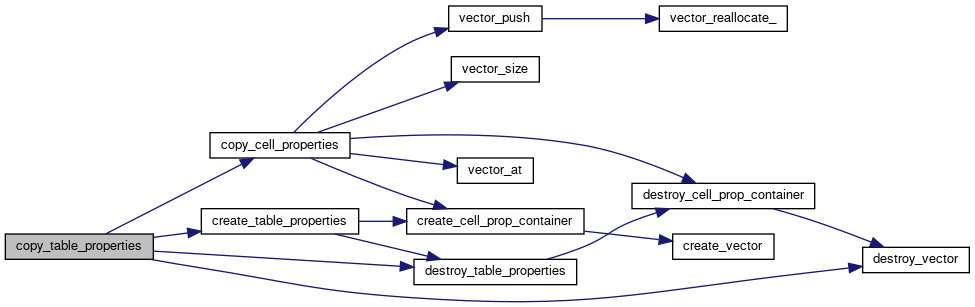 vector_push
vector_reallocate_
vector_size
copy_cell_properties
vector_at
destroy_cell_prop_container
create_table_properties
create_cell_prop_container
copy_table_properties
create_vector
destroy_vector
destroy_table_properties